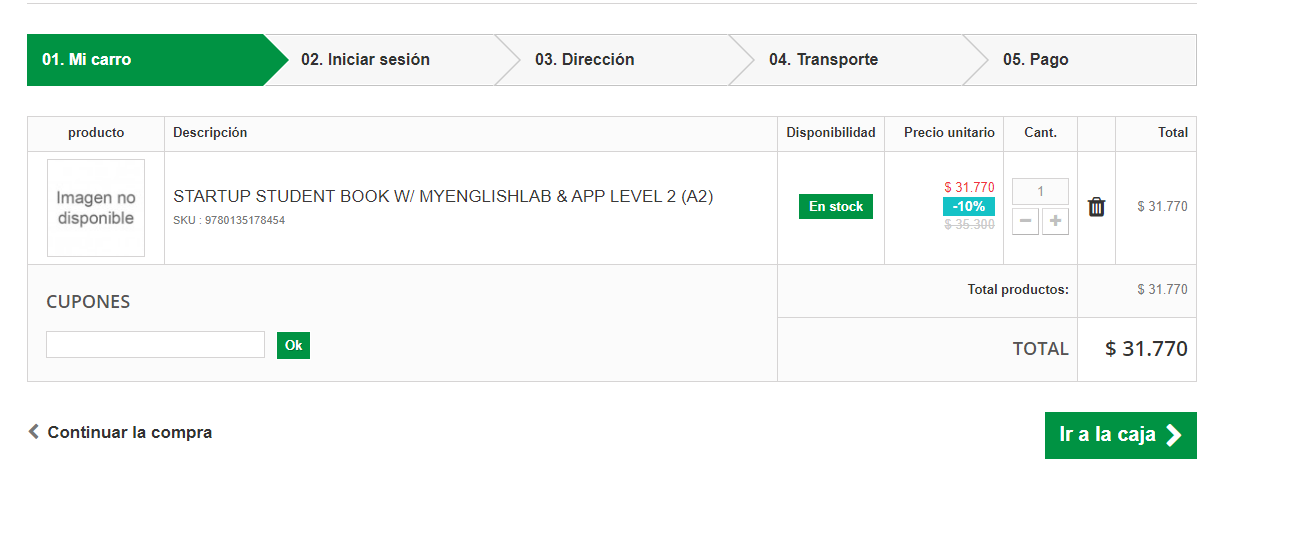 01. Mi carro
02. Iniciar sesión
03. Dirección
04. Transporte
05. Pago
producto
Descripción
Disponibilidad
Precio unitario
Cant.
Total
Imagen no
disponible
STARTUP STUDENT BOOK W/ MYENGLISHLAB & APP LEVEL 2 (A2)
SKU : 9780135178454
En stock
$ 31.770
-10%
$ 35.300
1
$ 31.770
CUPONES
Ok
Total productos:
$ 31.770
TOTAL
$ 31.770
Continuar la compra
Ir a la caja